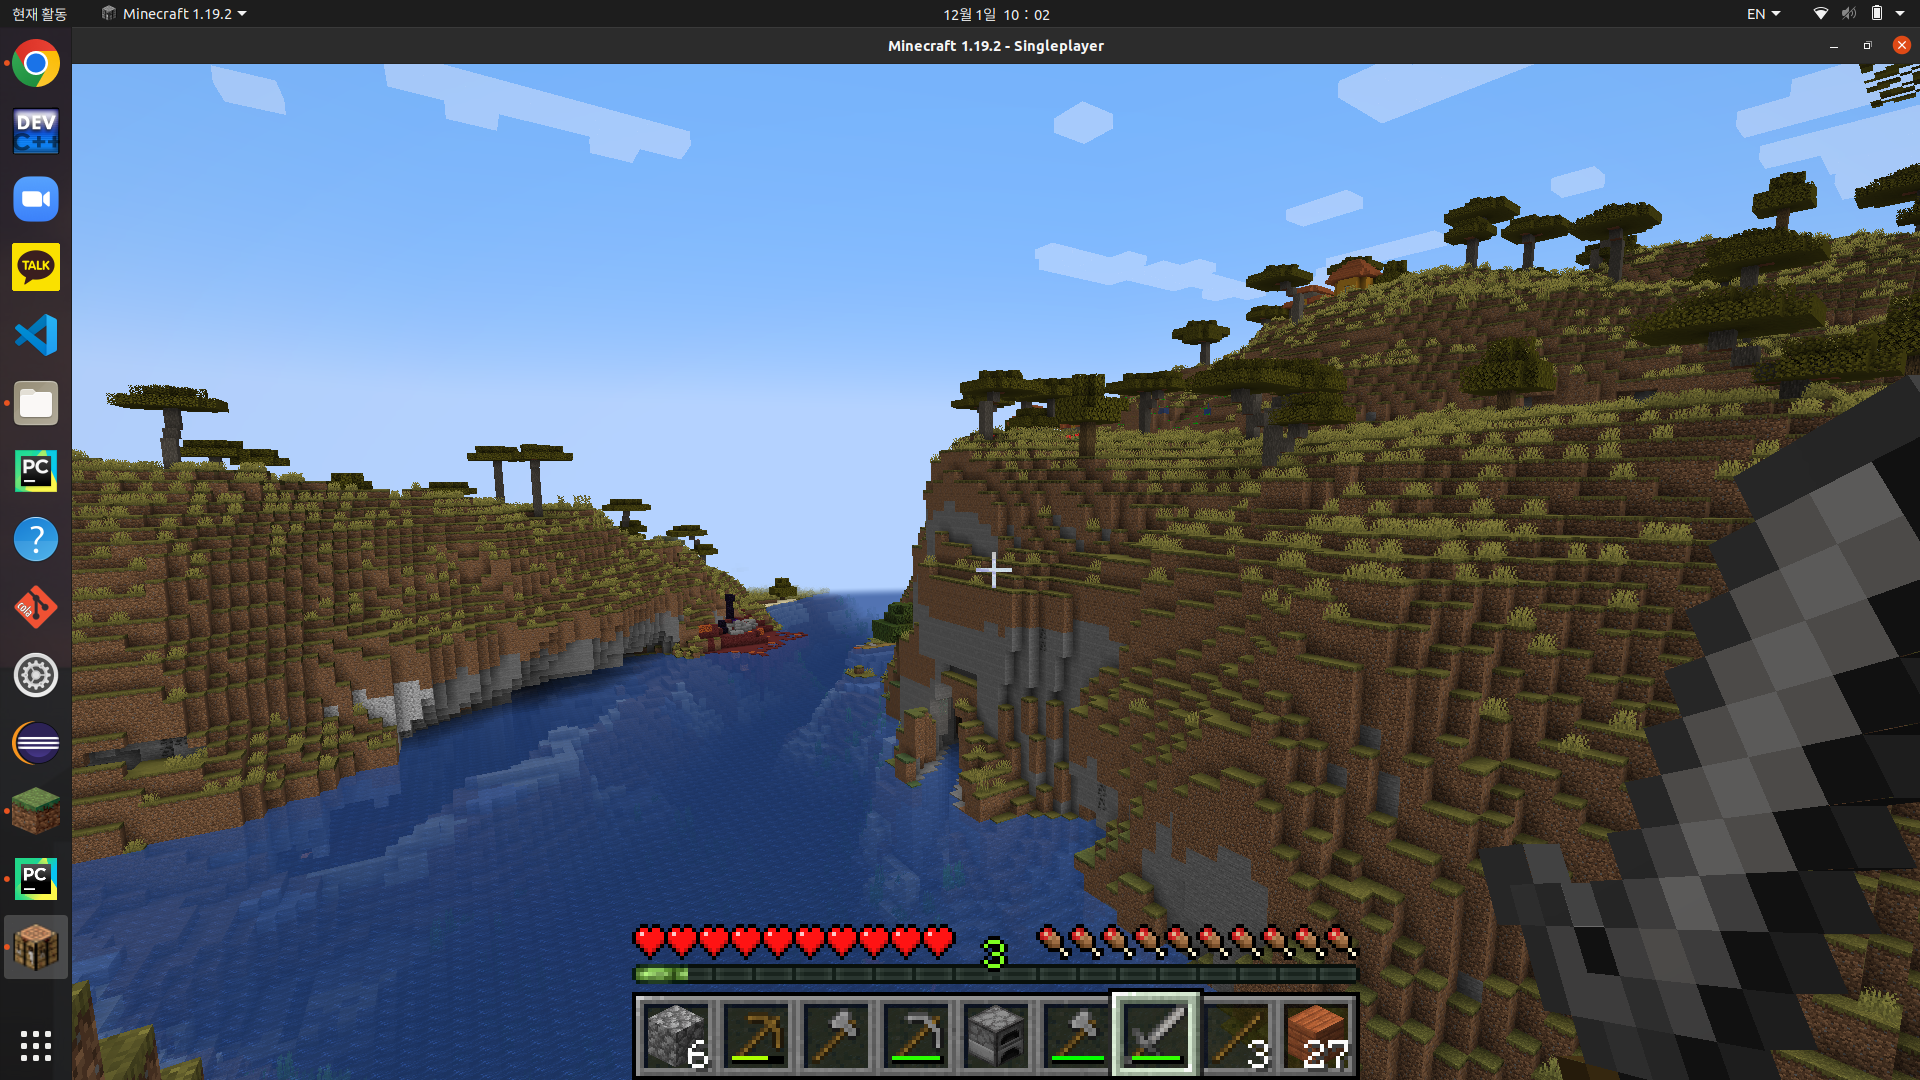 현재 활동
Minecraft 1.19.2
12월 1일 10 : 02
EN
Minecraft 1.19.2 - Singleplayer
DEV
C++
TALK
PC
?
cola
PC
3
6
3
27